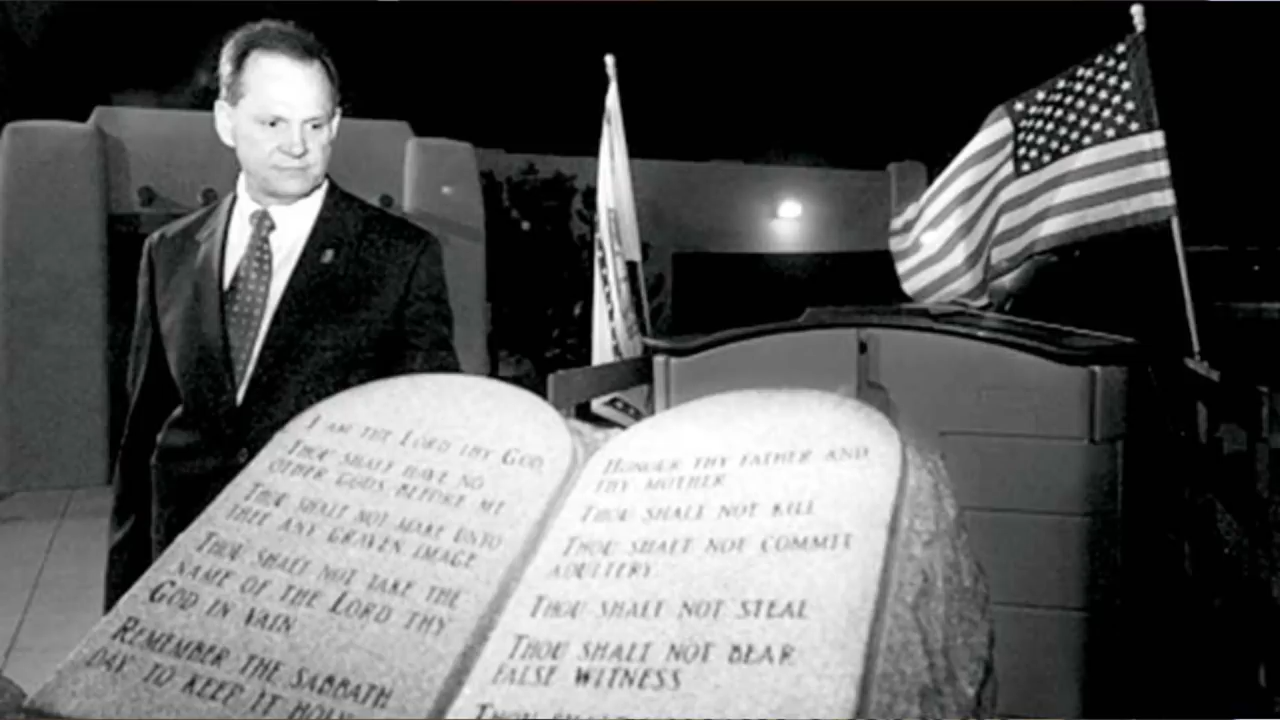 I AM THE LORD THY GOD
THOU SHALT HAVE NO
OTHER GODS BEFORE ME
THOU SHALT NOT MAKE UNTO
THEE ANY GRAVEN IMAGE
THOU SHALT NOT TAKE THE
NAME OF THE LORD THY
GOD IN VAIN
REMEMBER THE SABBATH
DAY TO KEEP IT HOLY
HONOUR THY FATHER AND
THY MOTHER
THOU SHALT NOT KILL
THOU SHALT NOT COMMIT
ADULTERY
THOU SHALT NOT STEAL
THOU SHALT NOT BEAR
FALSE WITNESS
THOU